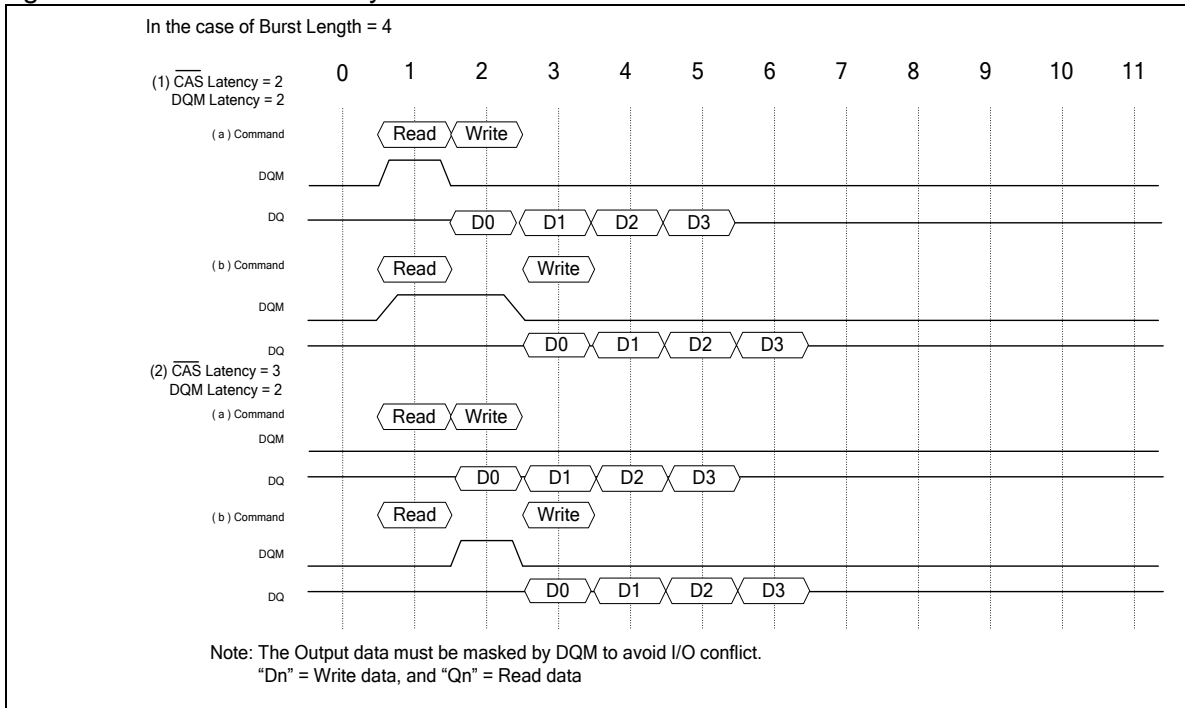 In the case of Burst Length = 4
0 1 2 3 4 5 6 7 8 9 10 11
(1) CAS Latency = 2
DQM Latency = 2
( a ) Command Read Write
DQM
DQ D0 D1 D2 D3
( b ) Command Read Write
DQM
DQ D0 D1 D2 D3
(2) CAS Latency = 3
DQM Latency = 2
( a ) Command Read Write
DQM
DQ D0 D1 D2 D3
( b ) Command Read Write
DQM
DQ D0 D1 D2 D3
Note: The Output data must be masked by DQM to avoid I/O conflict.
“Dn” = Write data, and “Qn” = Read data